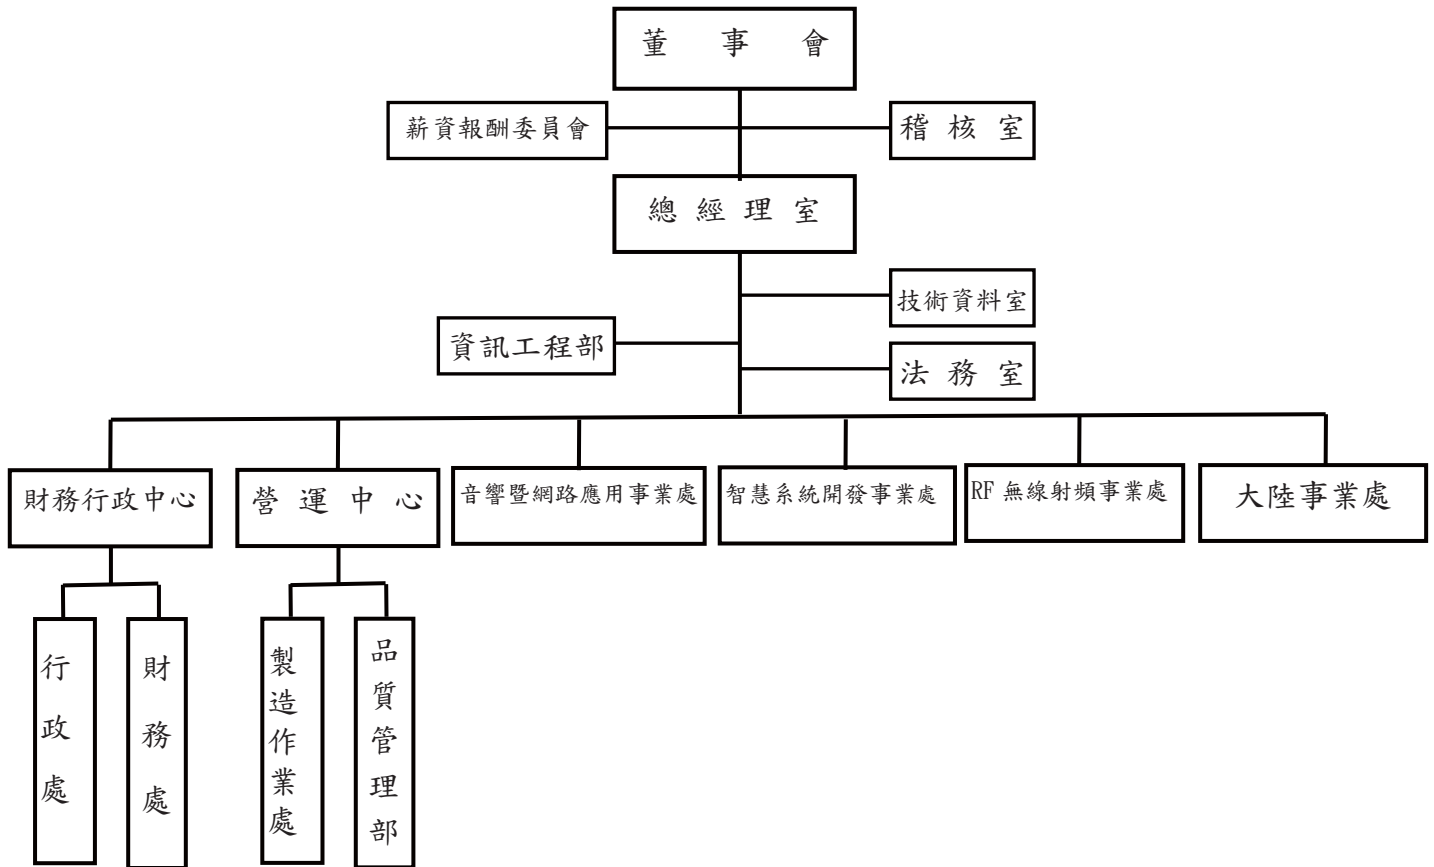 董事會
薪資報酬委員會
稽核室
總經理室
技術資料室
資訊工程部
法務室
財務行政中心
營運中心
音響暨網路應用事業處
智慧系統開發事業處
RF無線射頻事業處
大陸事業處
行政處
財務處
製造作業處
品質管理部